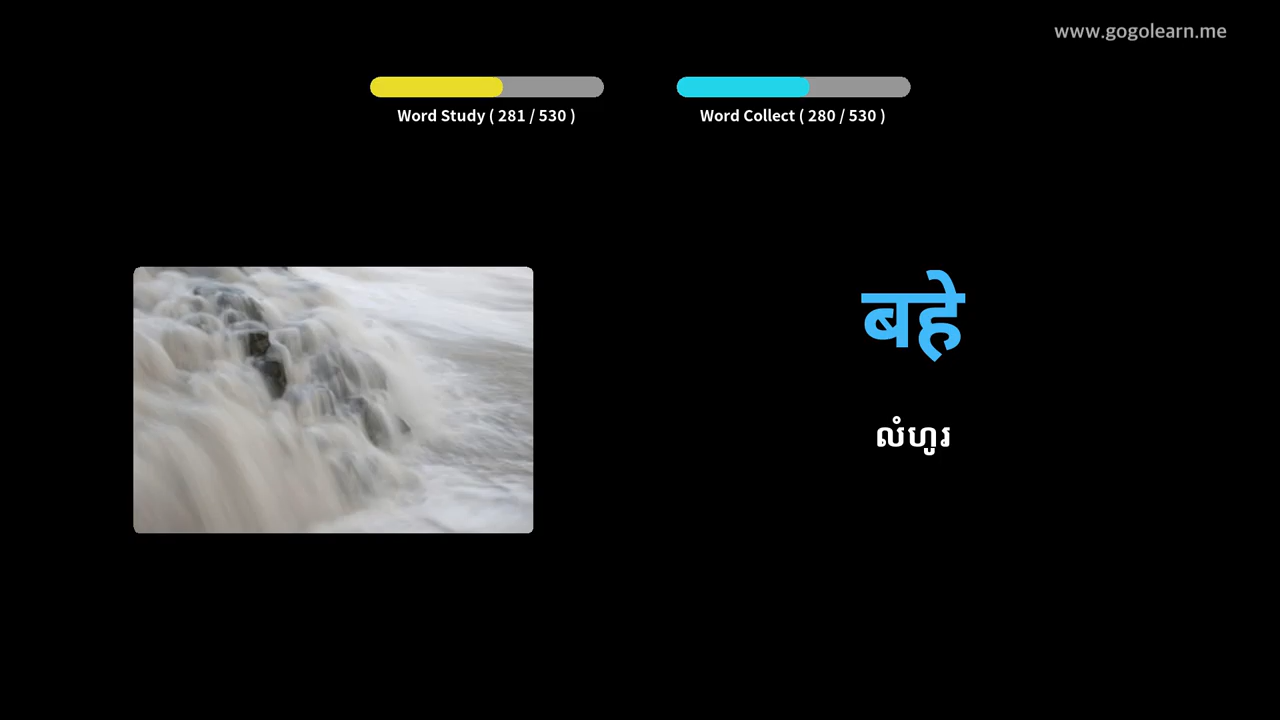 www.gogolearn.me
Word Study ( 281 / 530 )
Word Collect ( 280 / 530 )
बहे
លំហូរ